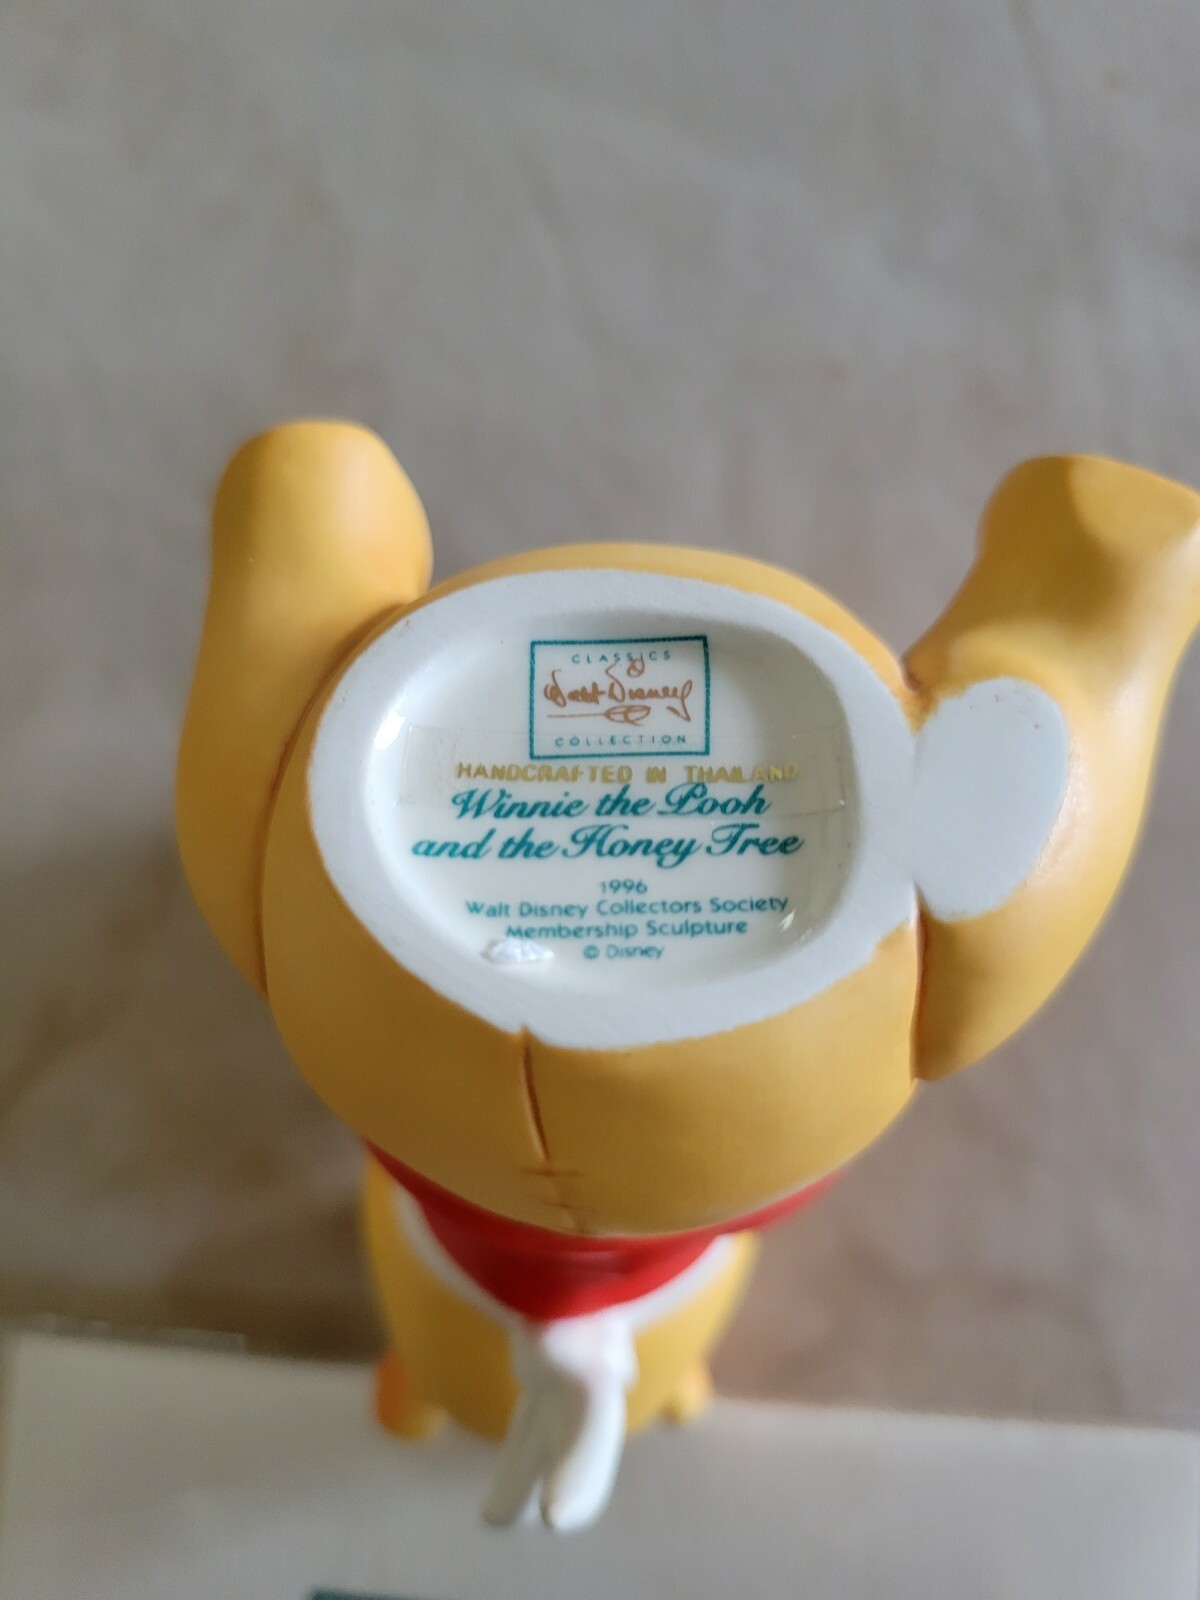 CLASSICS
Walt Disney
COLLECTION
HANDCRAFTED IN THAILAND
Winnie the Pooh
and the Honey Tree
1996
Walt Disney Collectors Society
Membership Sculpture
© Disney